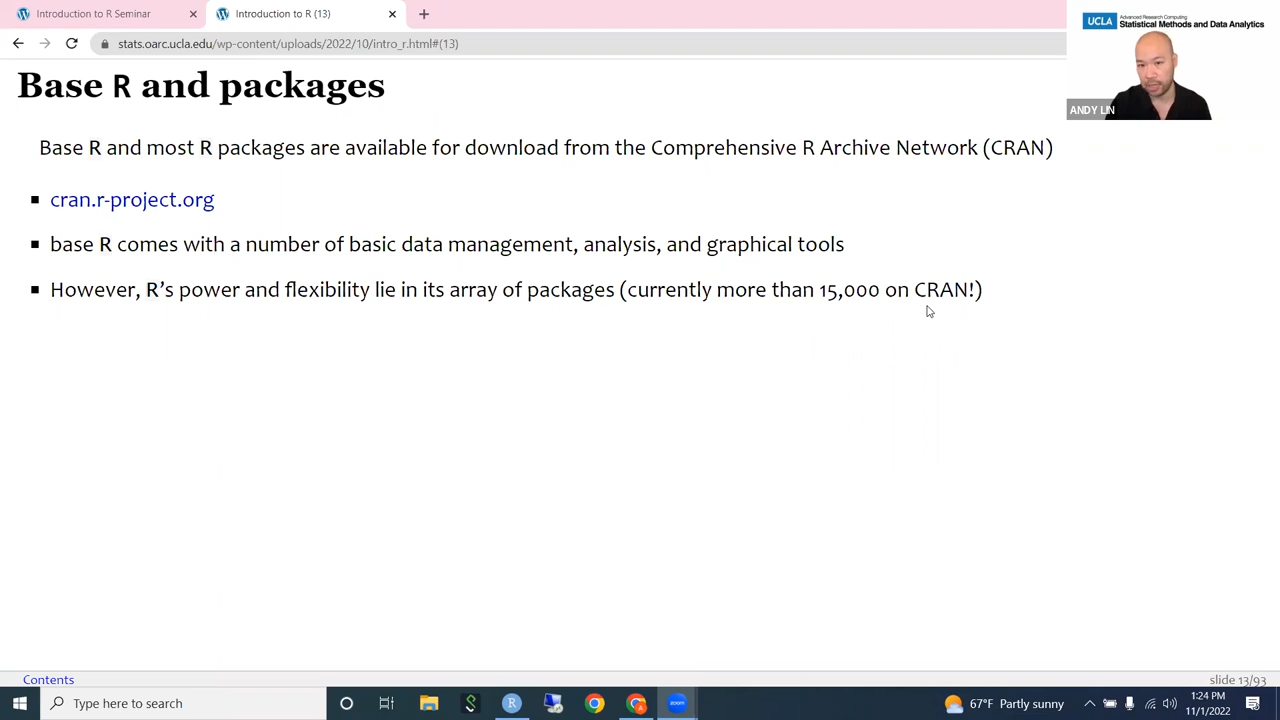 Introduction to R Seminar
Introduction to R (13)
stats.oarc.ucla.edu/wp-content/uploads/2022/10/intro_r.html#(13)
UCLA Advanced Research Computing
Statistical Methods and Data Analytics
ANDY LIN
Base R and packages
Base R and most R packages are available for download from the Comprehensive R Archive Network (CRAN)
cran.r-project.org
base R comes with a number of basic data management, analysis, and graphical tools
However, R’s power and flexibility lie in its array of packages (currently more than 15,000 on CRAN!)
Contents
slide 13/93
Type here to search
zoom
67°F Partly sunny
1:24 PM
11/1/2022